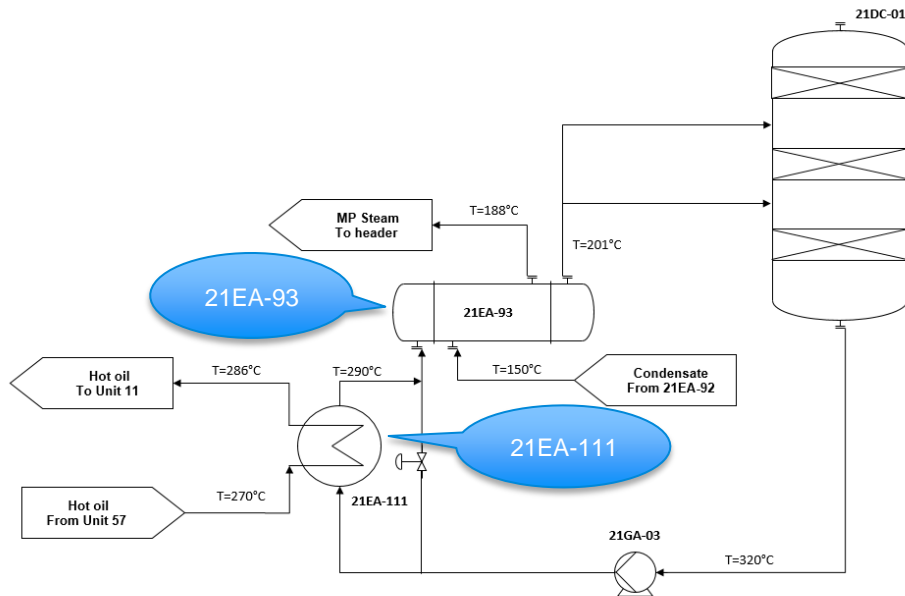 21DC-01
MP Steam
To header
T=188°C
T=201°C
21EA-93
21EA-93
Hot oil
To Unit 11
T=286°C
T=290°C
T=150°C
Condensate
From 21EA-92
21EA-111
Hot oil
From Unit 57
T=270°C
21EA-111
21GA-03
T=320°C